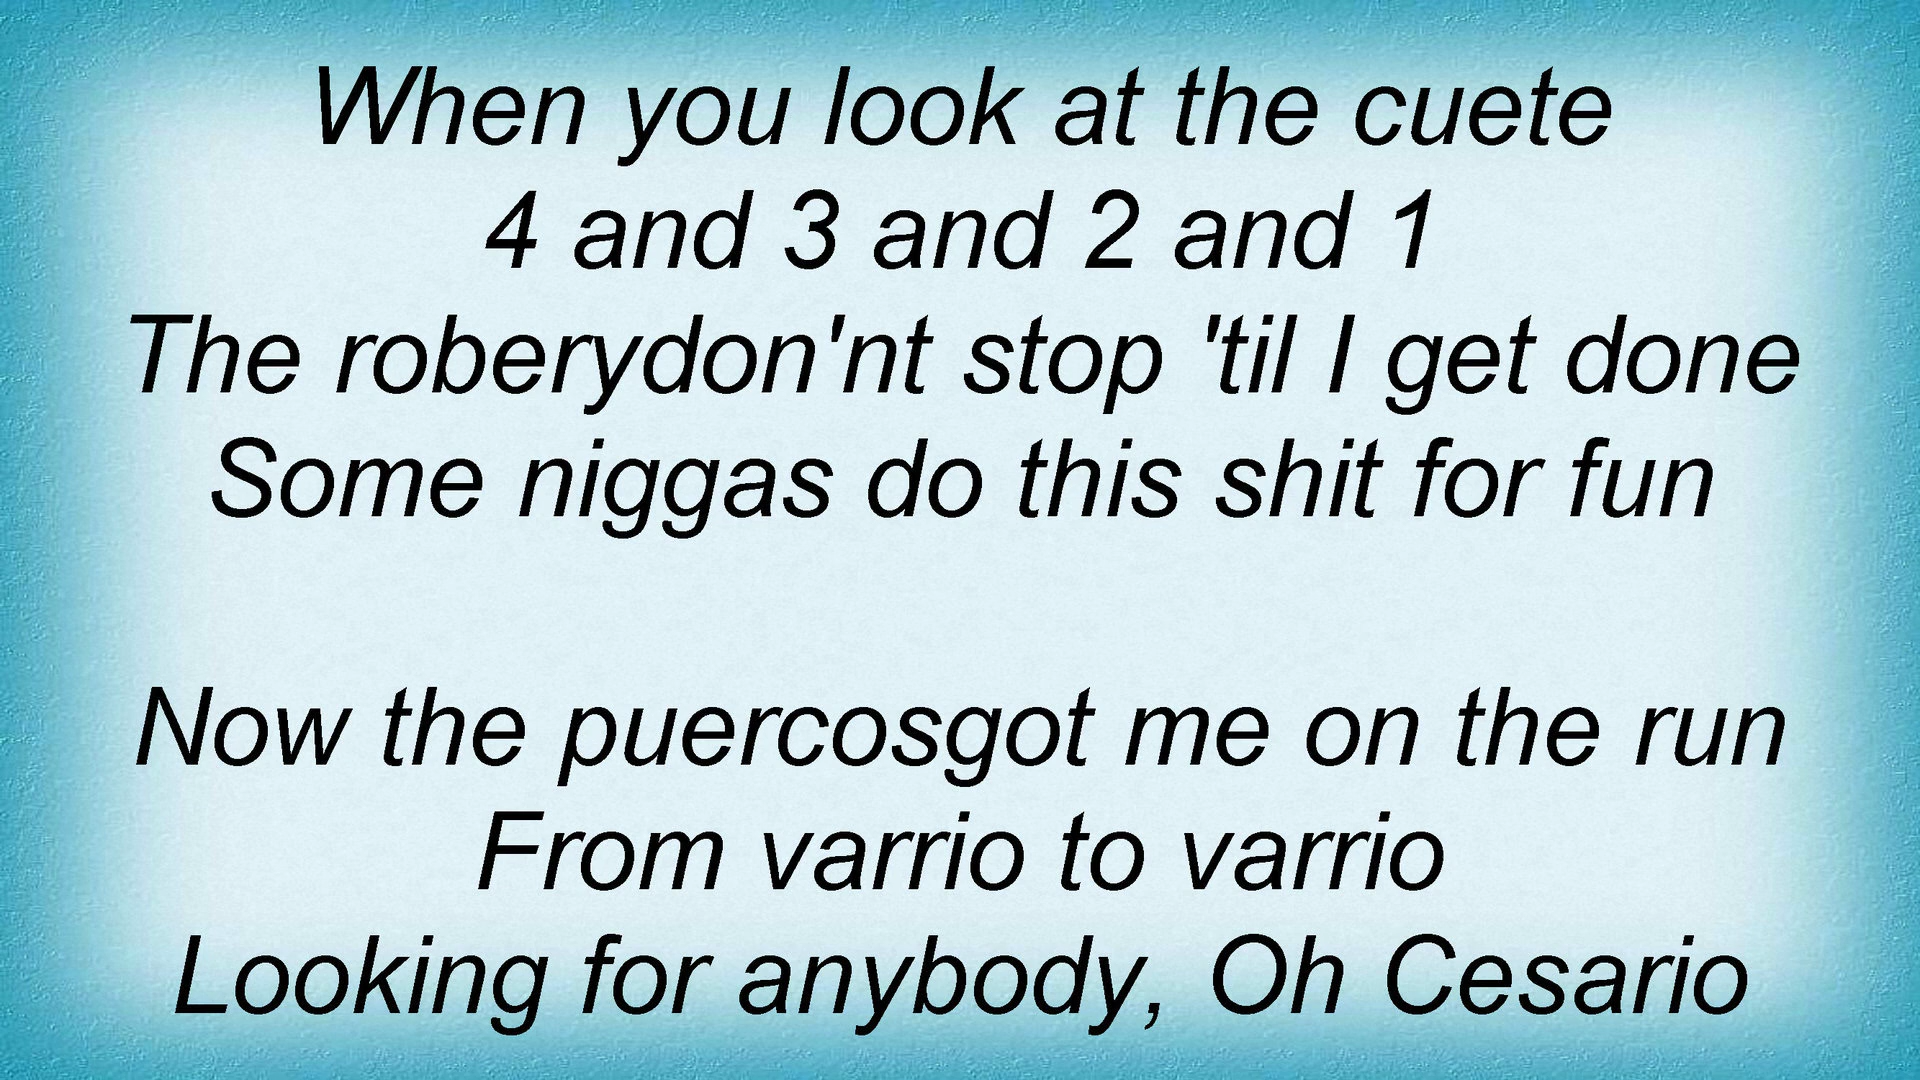 When you look at the cuete
4 and 3 and 2 and 1
The roberydon'nt stop 'til I get done
Some niggas do this shit for fun
Now the puercosgot me on the run
From varrio to varrio
Looking for anybody, Oh Cesario